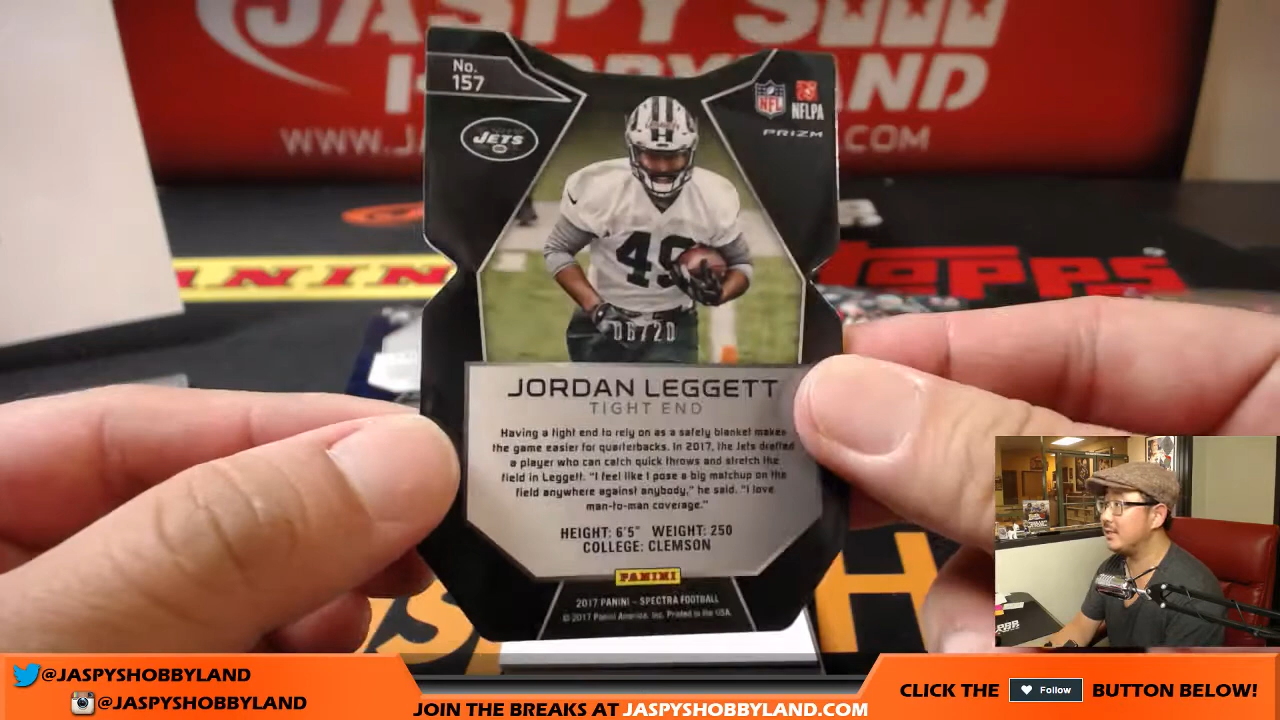 JASPY'S
HOBBYLAND
No.
157
JETS
NFL
NFLPA
PRIZM
PANINI
topps
49
06/20
JORDAN LEGGETT
TIGHT END
Having a tight end to rely on as a safety blanket makes
the game easier for quarterbacks. In 2017, the Jets drafted
a player who can catch quick throws and stretch the
field in Leggett. "I feel like I pose a big matchup on the
field anywhere against anybody," he said. "I love
man-to-man coverage."
HEIGHT: 6'5" WEIGHT: 250
COLLEGE: CLEMSON
PANINI
2017 PANINI - SPECTRA FOOTBALL
© 2017 Panini America, Inc. Printed in the USA.
@JASPYSHOBBYLAND
@JASPYSHOBBYLAND
JOIN THE BREAKS AT JASPYSHOBBYLAND.COM
CLICK THE Follow BUTTON BELOW!